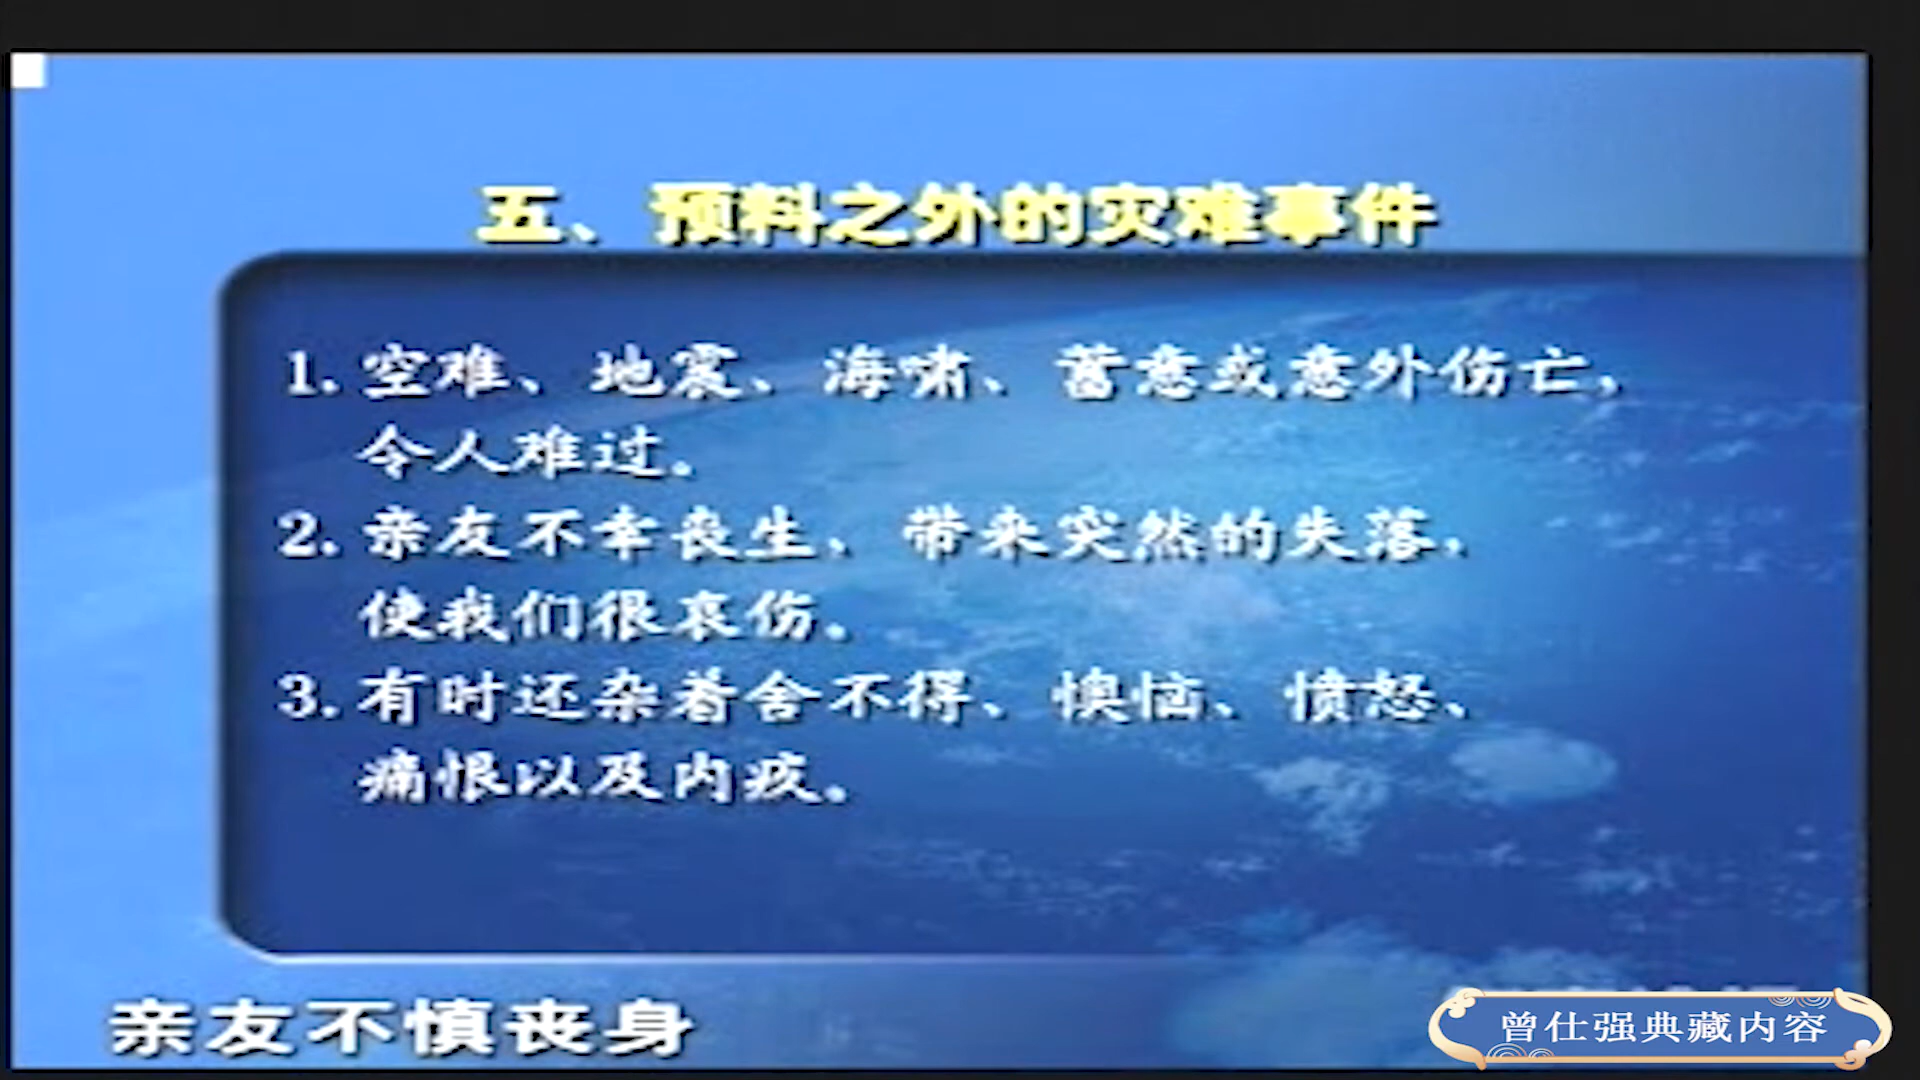 五、预料之外的灾难事件
1.空难、地震、海啸、蓄意或意外伤亡，
令人难过。
2.亲友不幸丧生，带来突然的失落，
使我们很哀伤。
3.有时还杂着舍不得、懊恼、愤怒、
痛恨以及内疚。
亲友不慎丧身
曾仕强典藏内容